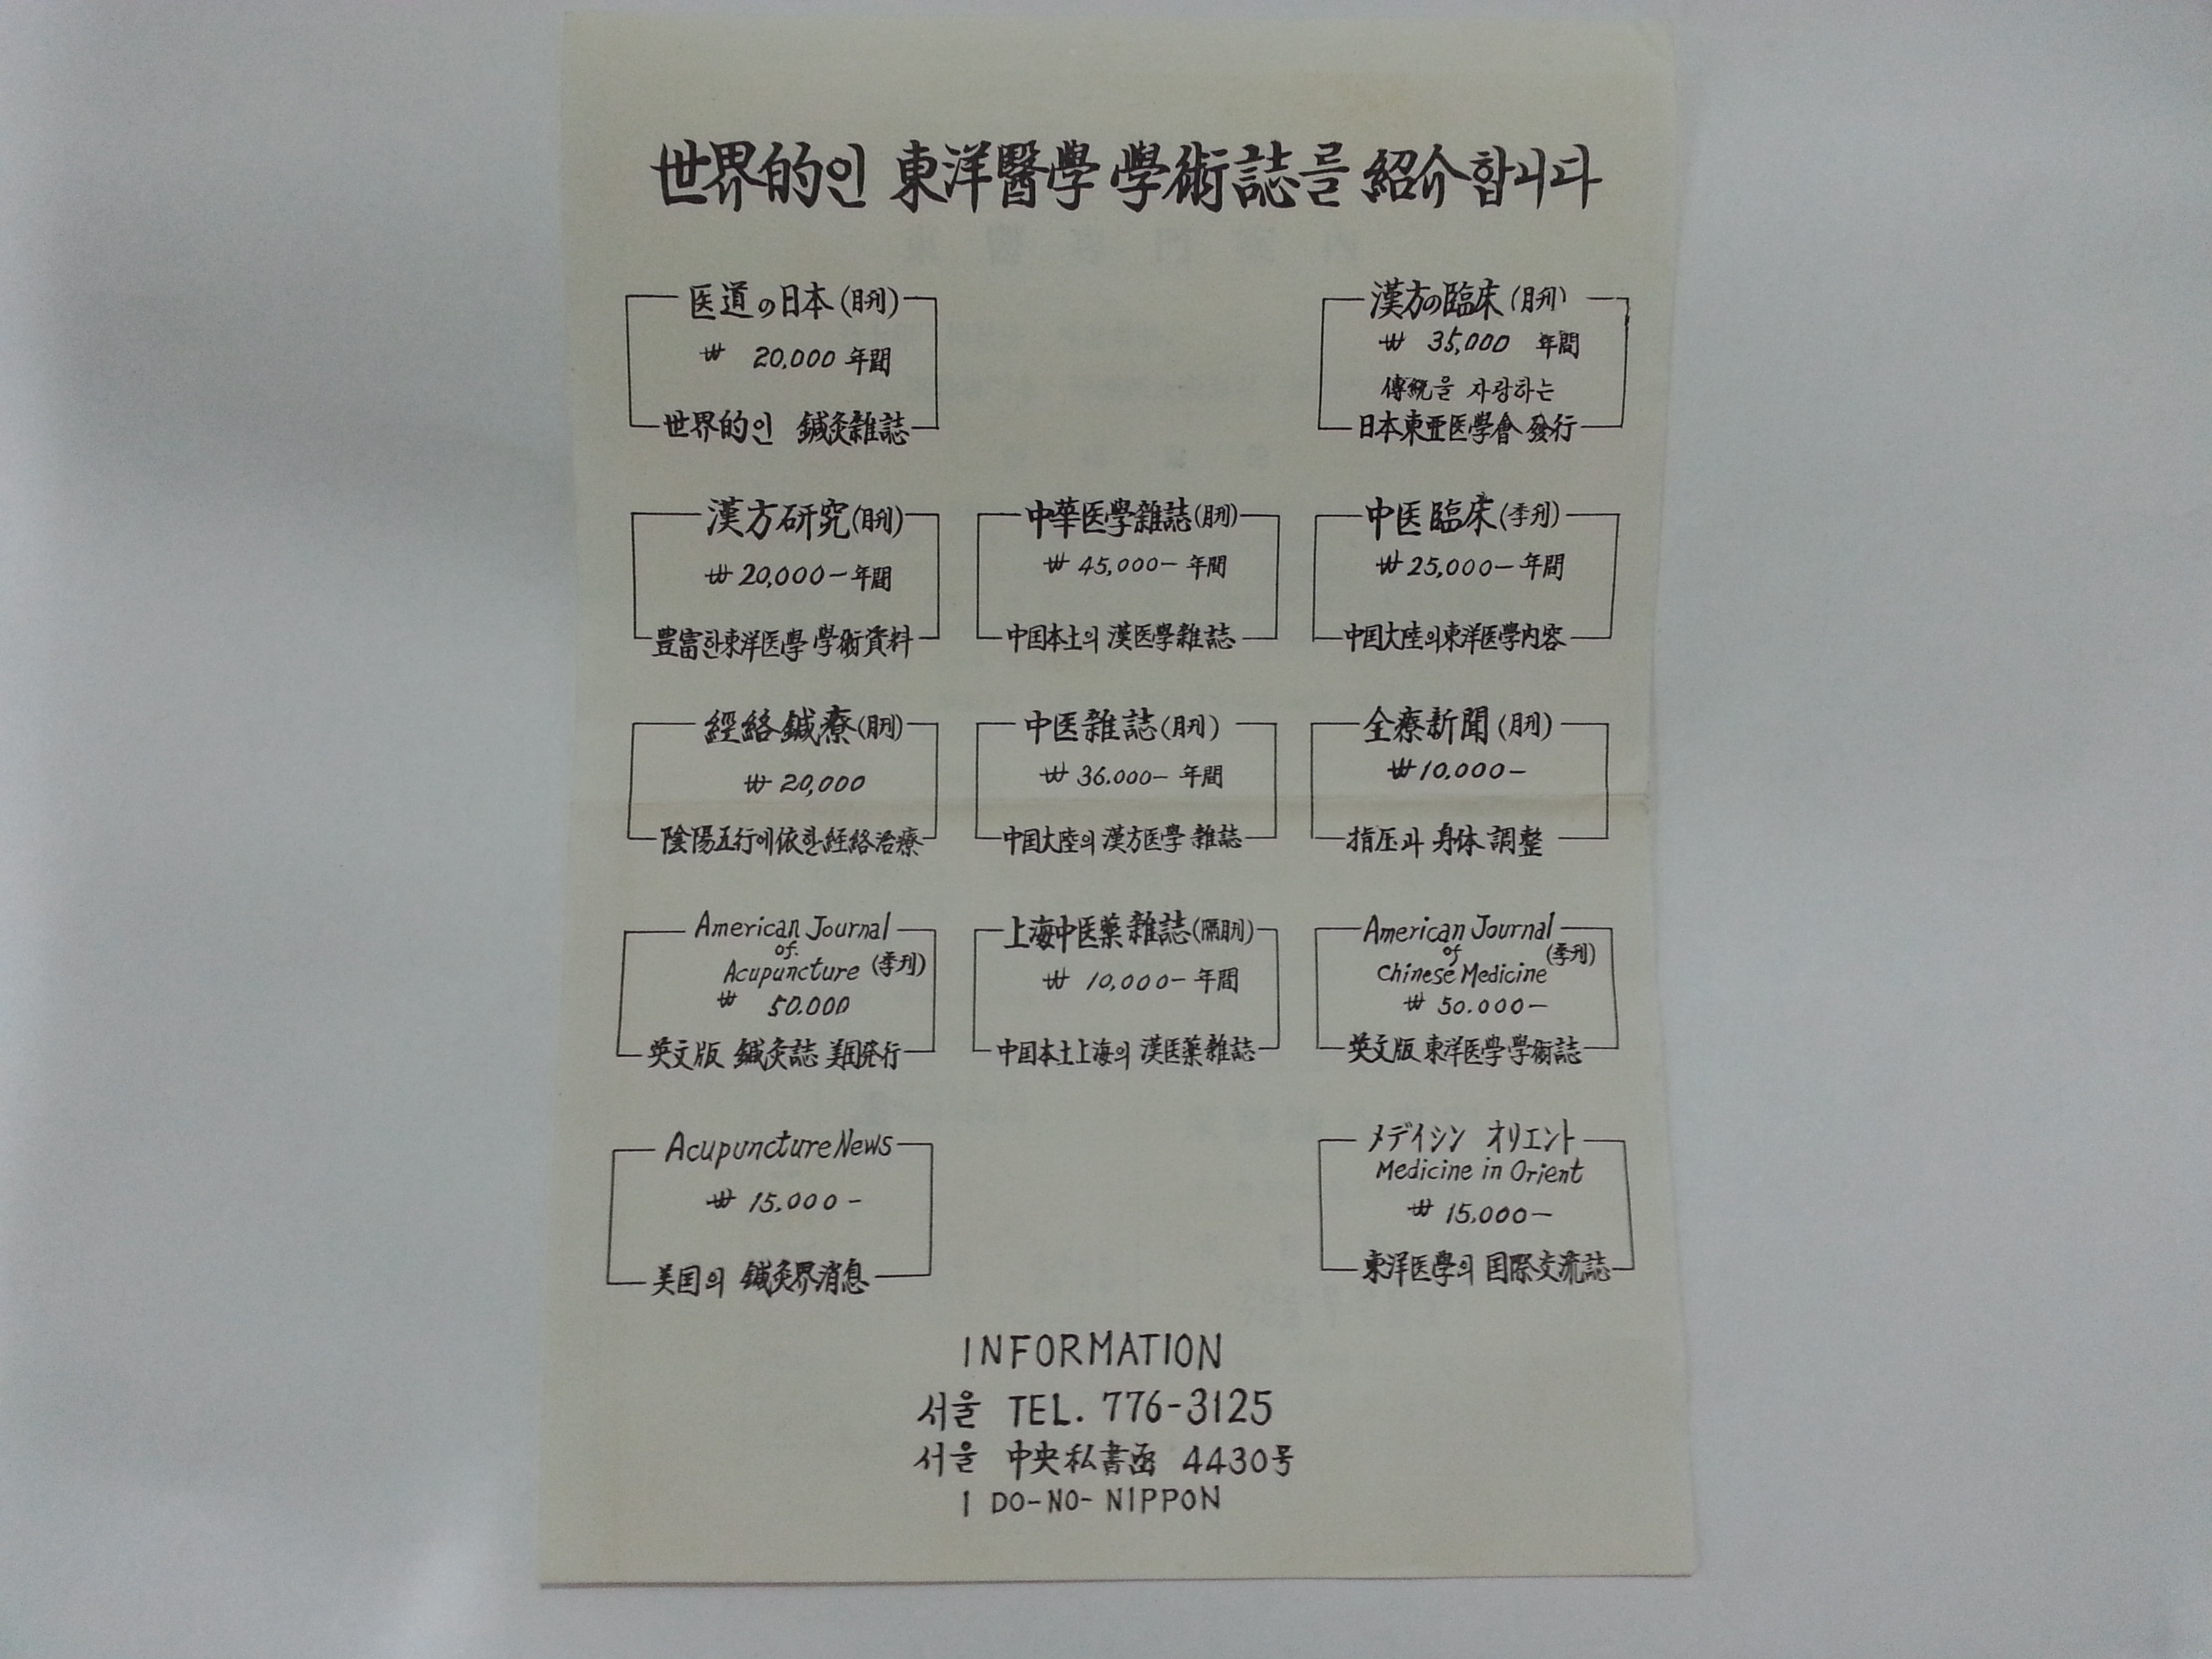 世界的인 東洋醫學 學術誌를 紹介합니다
医道の日本(月刊)
₩ 20,000 年間
世界的인 鍼灸雜誌
漢方の臨床(月刊)
₩ 35,000 年間
傳統을 자랑하는
日本東亜医學會 發行
漢方研究(月刊)
₩20,000-年間
豊富한東洋医學 學術資料
中華医學雜誌(月刊)
₩ 45,000- 年間
中国本土의 漢医學雜誌
中医臨床(季刊)
₩25,000-年間
中国大陸의東洋医學内容
經絡鍼療(月刊)
₩20,000
陰陽五行에依한經絡治療
中医雜誌(月刊)
₩ 36.000- 年間
中国大陸의 漢方医學 雜誌
全療新聞(月刊)
₩10,000-
指圧과 身体 調整
American Journal
of
Acupuncture (季刊)
₩ 50.000
英文版 鍼灸誌 美国発行
上海中医薬雜誌(隔月刊)
₩ 10,000- 年間
中国本土上海의 漢医薬雜誌
American Journal
of
Chinese Medicine (季刊)
₩ 50.000-
英文版 東洋医学學術誌
Acupuncture News
₩ 15,000-
美国의 鍼灸界消息
メデイシン オリエント
Medicine in Orient
₩ 15,000-
東洋医學의 国際交流誌
INFORMATION
서울 TEL. 776-3125
서울 中央私書函 4430号
I DO-NO-NIPPON